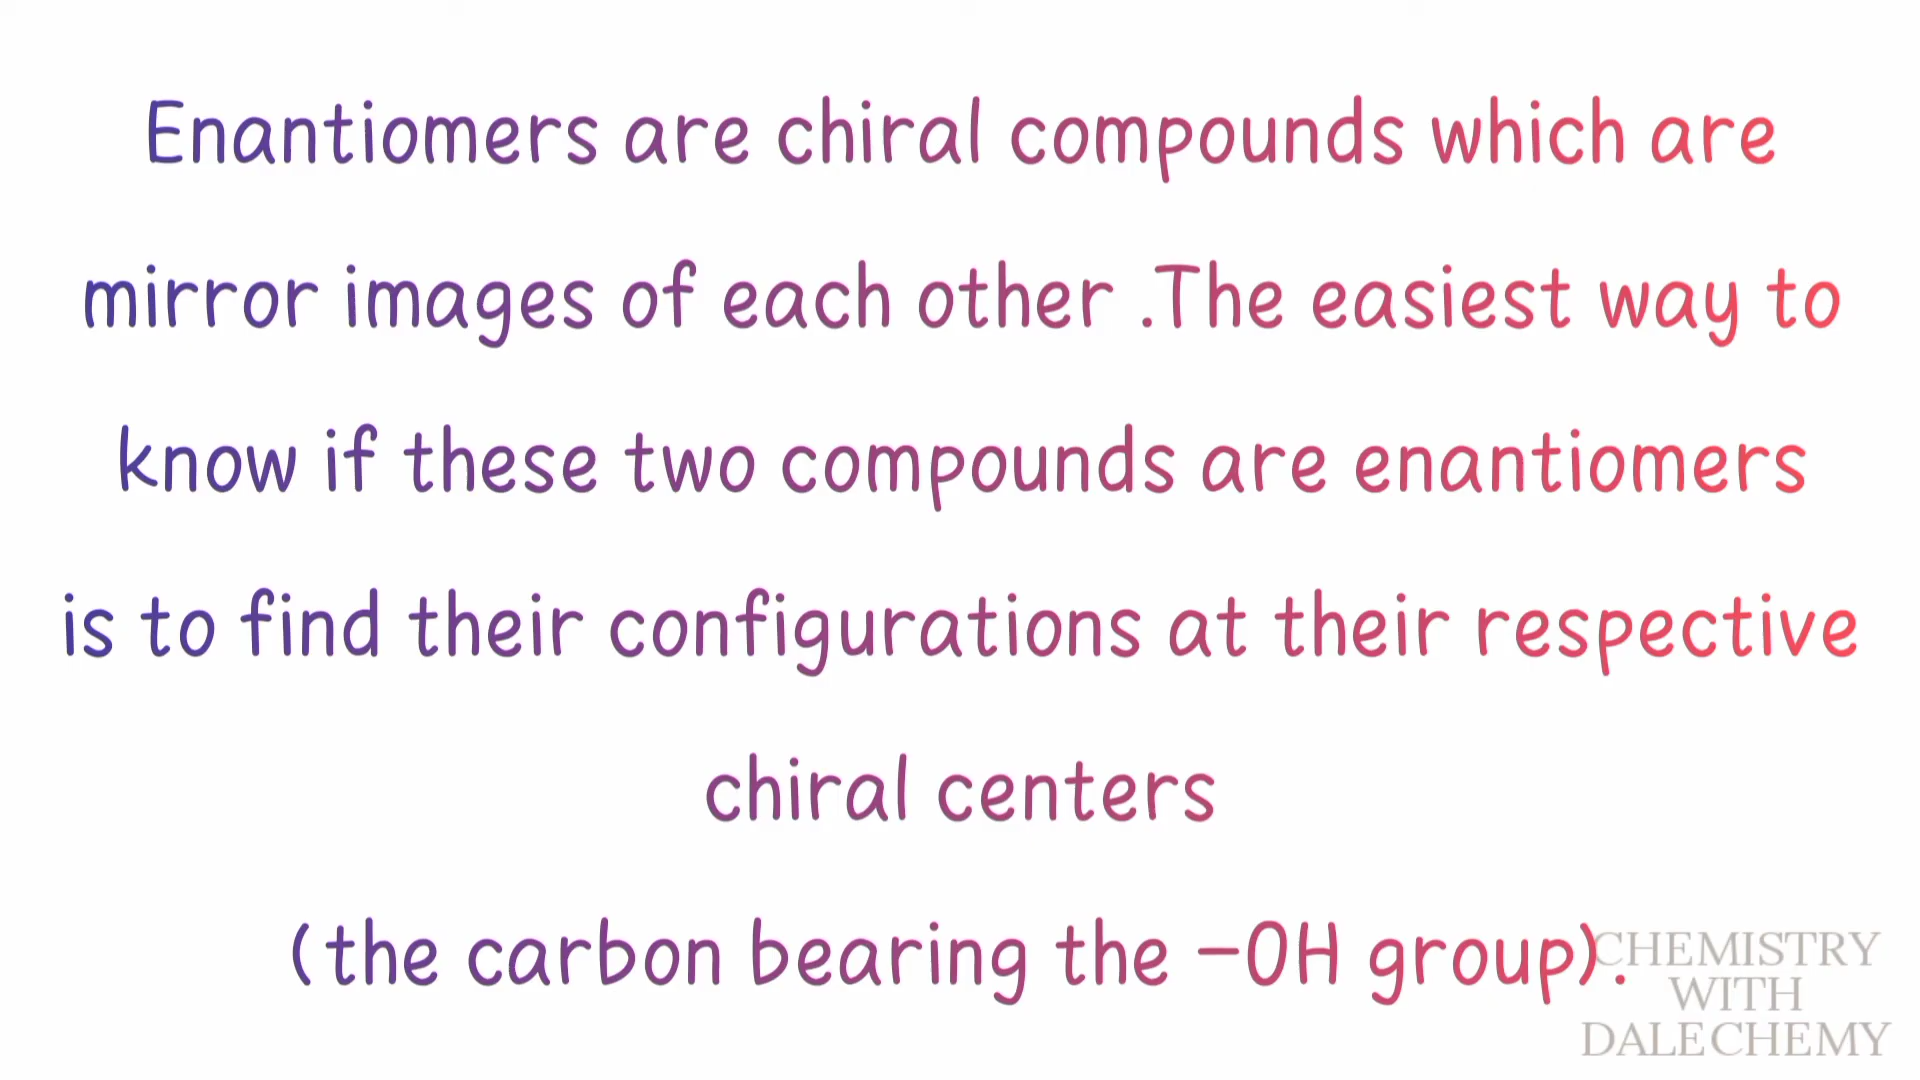 Enantiomers are chiral compounds which are
mirror images of each other .The easiest way to
know if these two compounds are enantiomers
is to find their configurations at their respective
chiral centers
(the carbon bearing the -OH group).
CHEMISTRY
WITH
DALECHEMY